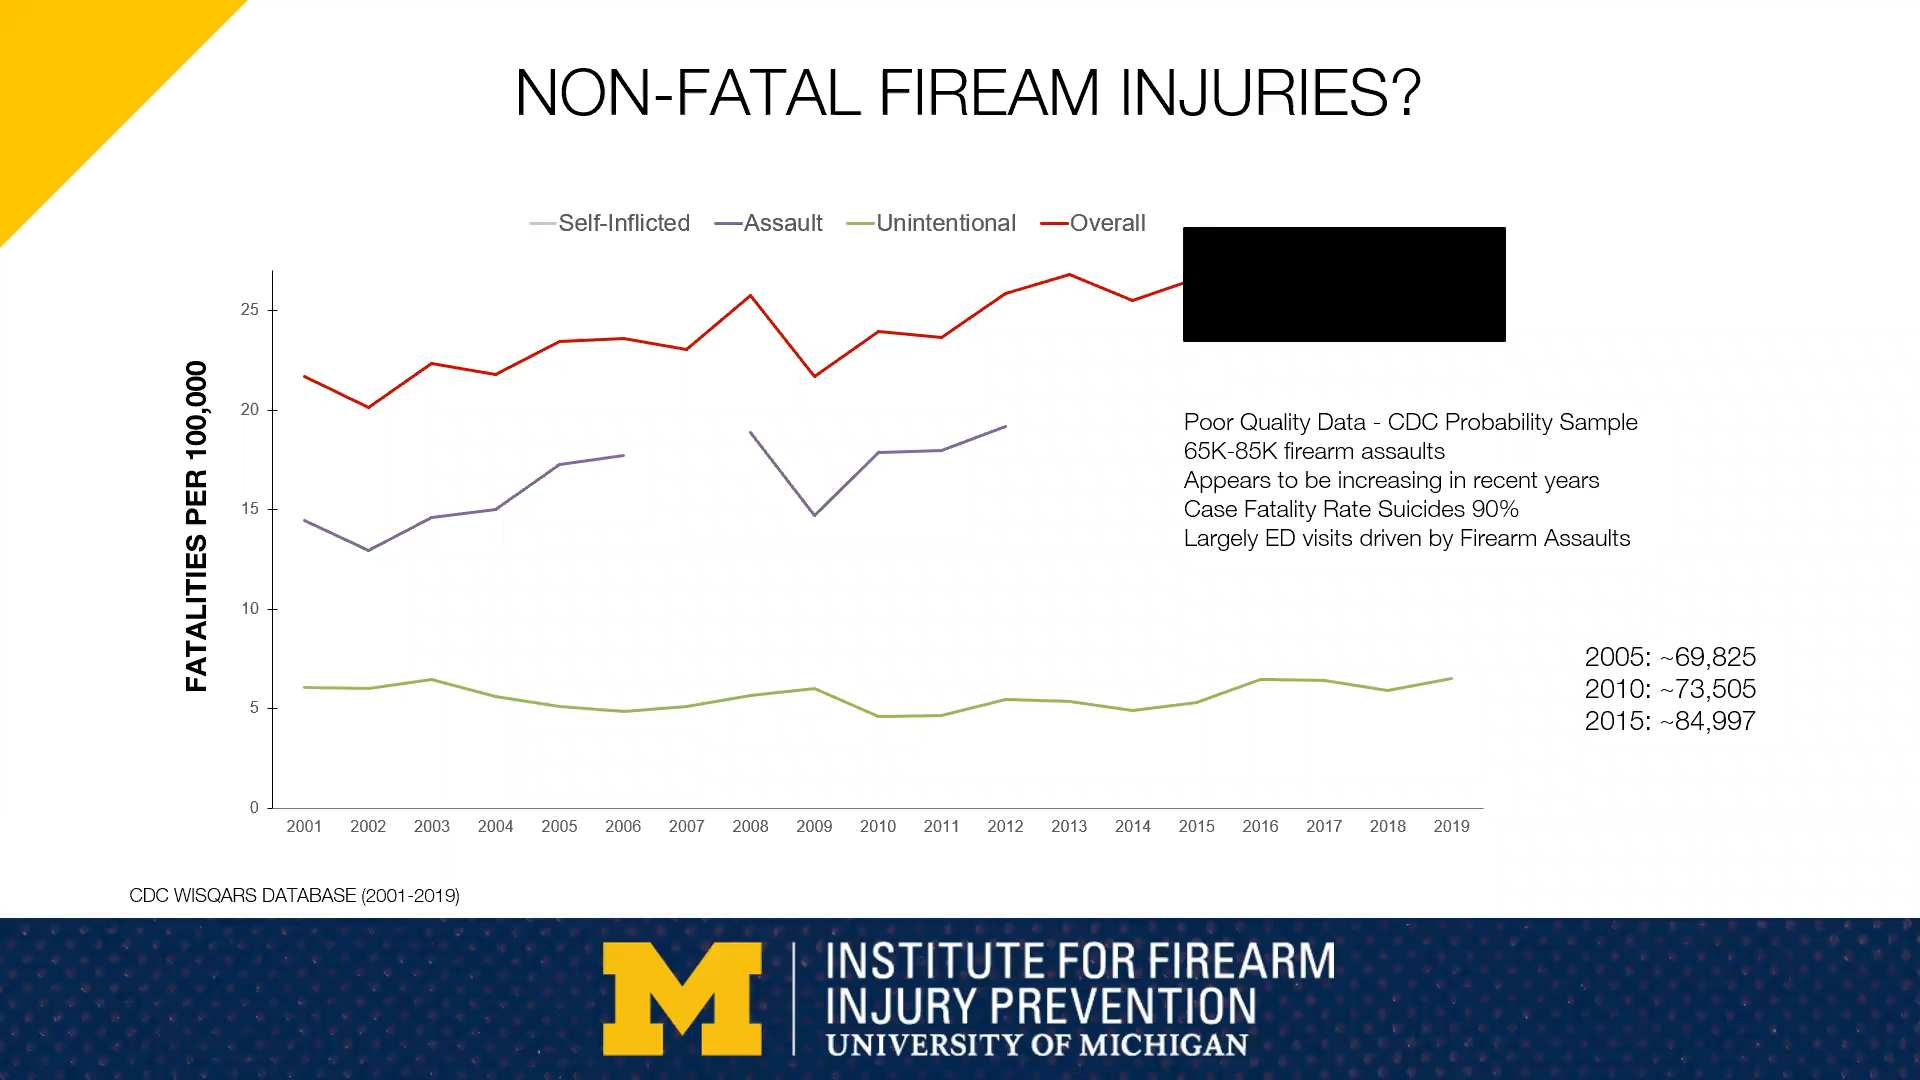 NON-FATAL FIREAM INJURIES?
Self-Inflicted Assault Unintentional Overall
FATALITIES PER 100,000
25
20
15
10
5
0
2001 2002 2003 2004 2005 2006 2007 2008 2009 2010 2011 2012 2013 2014 2015 2016 2017 2018 2019
Poor Quality Data - CDC Probability Sample
65K-85K firearm assaults
Appears to be increasing in recent years
Case Fatality Rate Suicides 90%
Largely ED visits driven by Firearm Assaults
2005: ~69,825
2010: ~73,505
2015: ~84,997
CDC WISQARS DATABASE (2001-2019)
M
INSTITUTE FOR FIREARM
INJURY PREVENTION
UNIVERSITY OF MICHIGAN